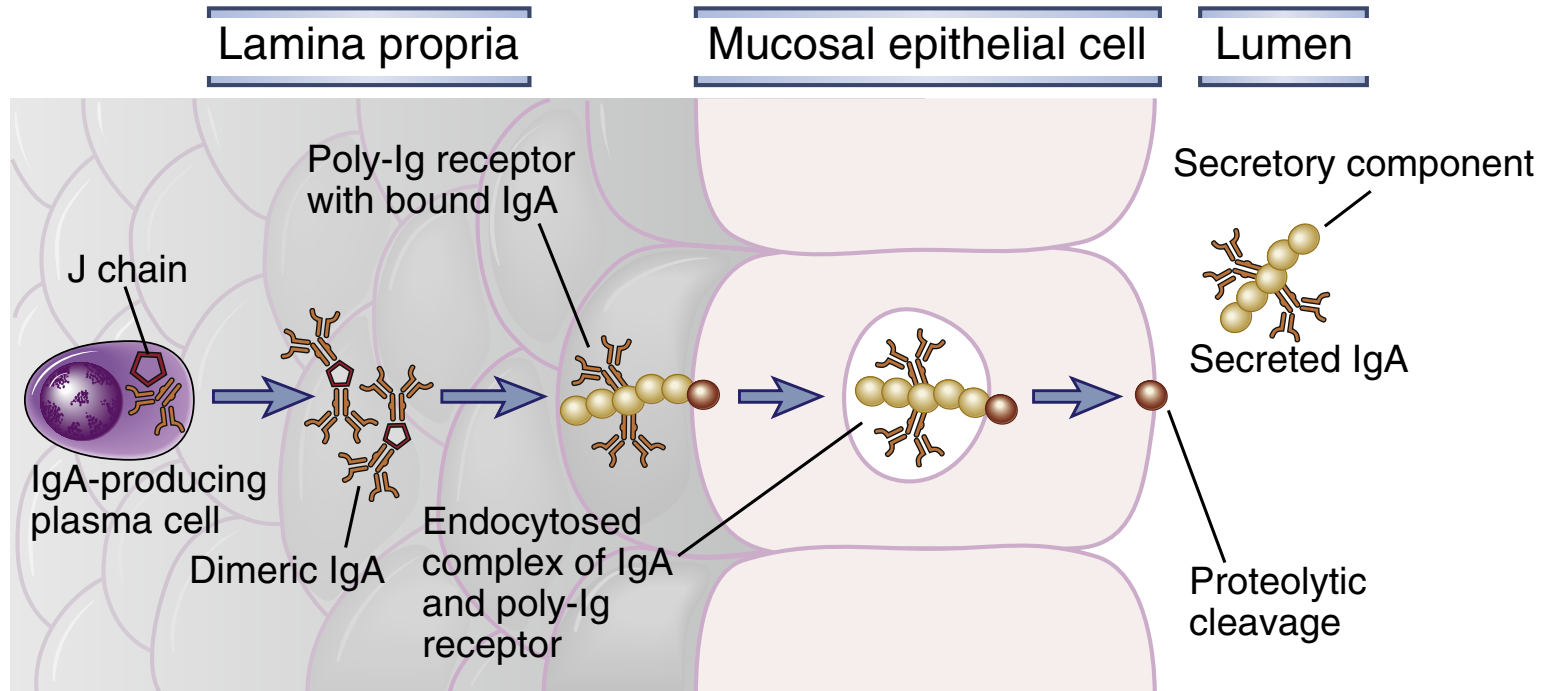 Lamina propria
Mucosal epithelial cell
Lumen
Poly-Ig receptor
with bound IgA
Secretory component
J chain
Secreted IgA
IgA-producing
plasma cell
Dimeric IgA
Endocytosed
complex of IgA
and poly-Ig
receptor
Proteolytic
cleavage